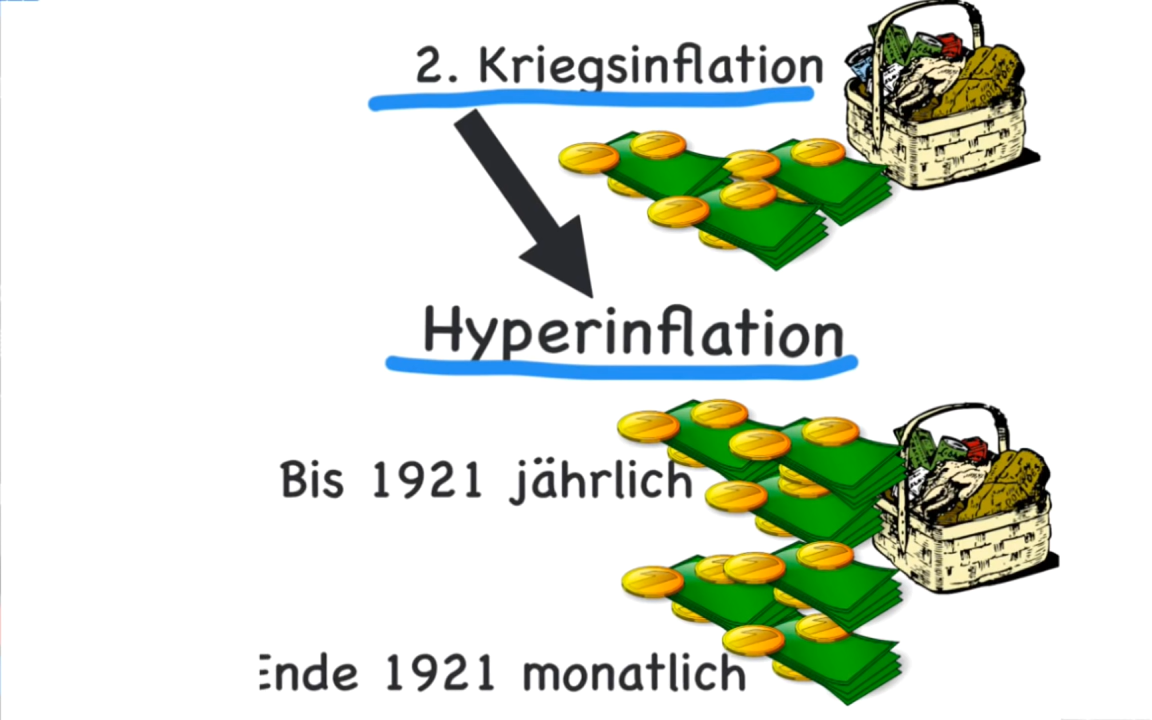 2. Kriegsinflation
Hyperinflation
Bis 1921 jährlich
Ende 1921 monatlich